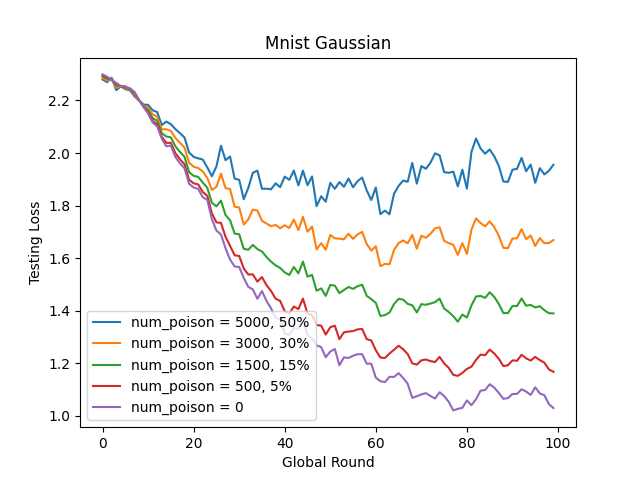 Mnist Gaussian
Testing Loss
2.2
2.0
1.8
1.6
1.4
1.2
1.0
num_poison = 5000, 50%
num_poison = 3000, 30%
num_poison = 1500, 15%
num_poison = 500, 5%
num_poison = 0
0 20 40 60 80 100
Global Round